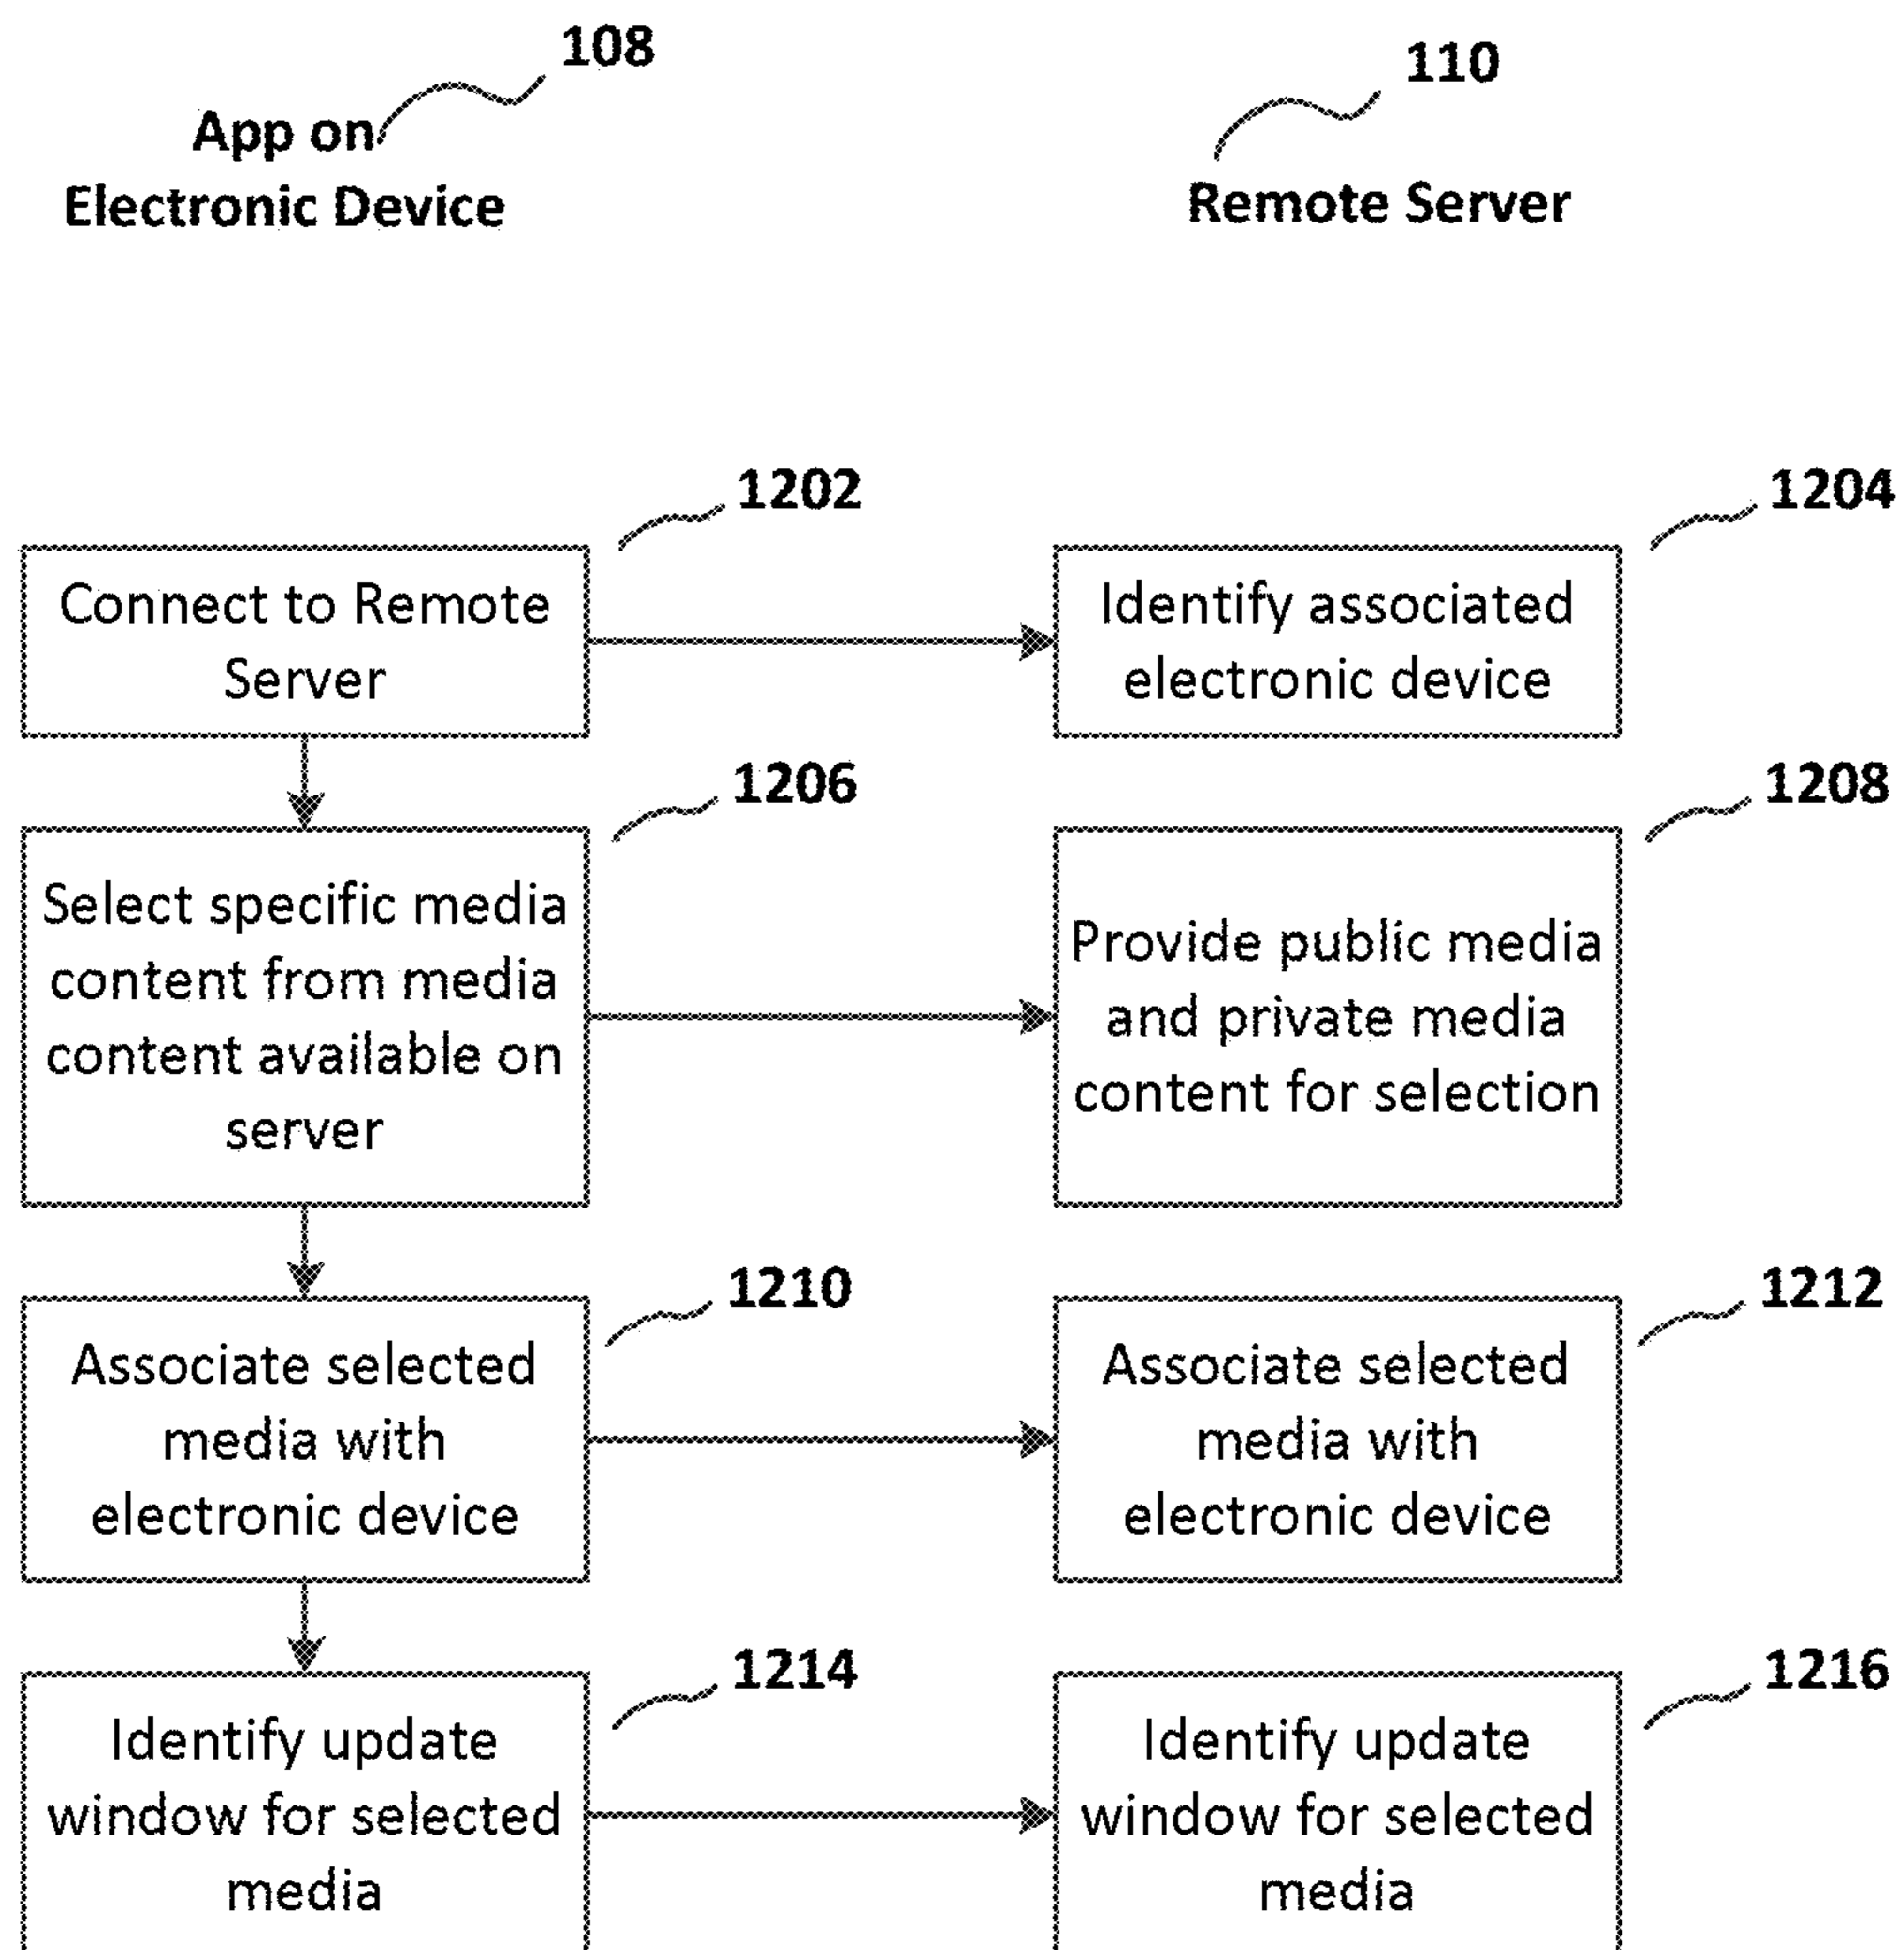 108
App on
Electronic Device
110
Remote Server
1202
Connect to Remote
Server
1204
Identify associated
electronic device
1206
Select specific media
content from media
content available on
server
1208
Provide public media
and private media
content for selection
1210
Associate selected
media with
electronic device
1212
Associate selected
media with
electronic device
1214
Identify update
window for selected
media
1216
Identify update
window for selected
media